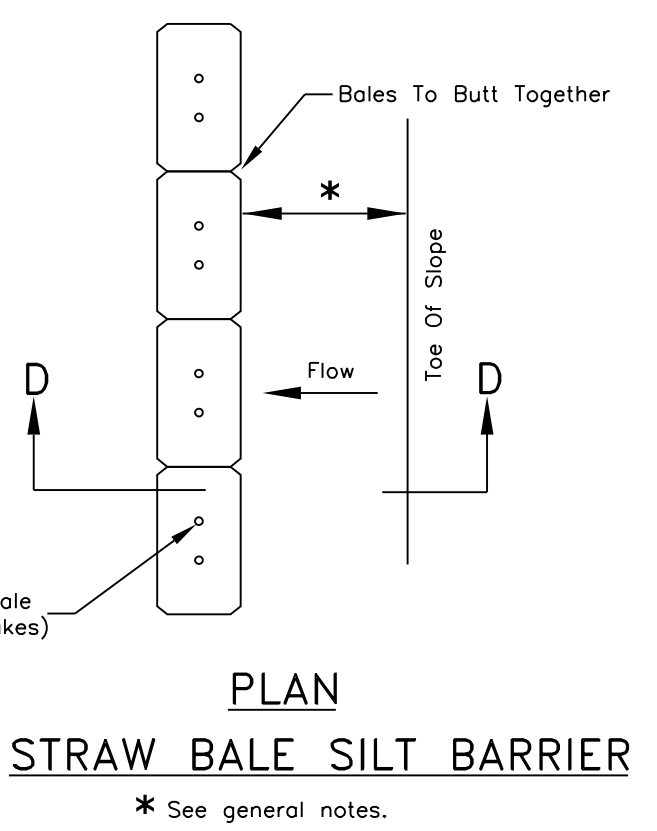 Bales To Butt Together
*
Toe Of Slope
Flow
D
D
PLAN
STRAW BALE SILT BARRIER
* See general notes.